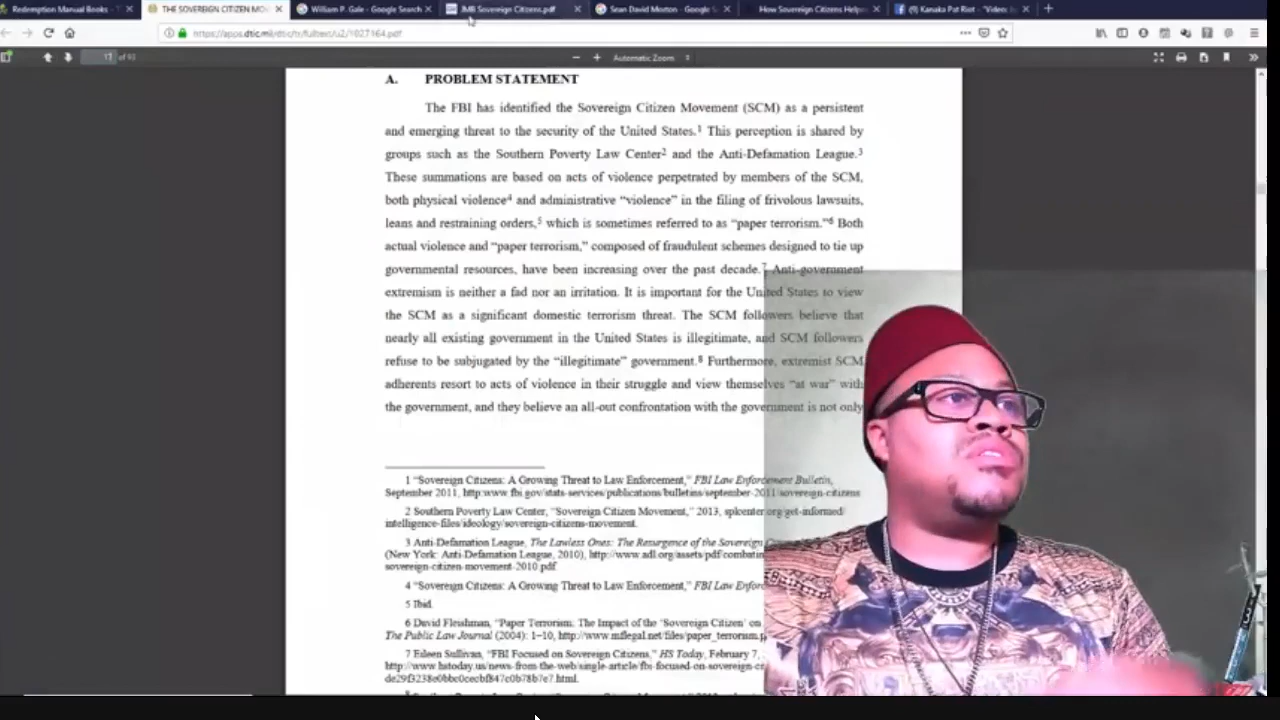 Redemption Manual Books - T
THE SOVEREIGN CITIZEN MO
William P. Gale - Google Search
JMB Sovereign Citizens.pdf
Sean David Morton - Google S
How Sovereign Citizens Helpe
(8) Kanaka Pot Riot - "Video: J
https://apps.dtic.mil/dtic/tr/fulltext/u2/1027164.pdf
of 93
Automatic Zoom
A. PROBLEM STATEMENT
The FBI has identified the Sovereign Citizen Movement (SCM) as a persistent
and emerging threat to the security of the United States.1 This perception is shared by
groups such as the Southern Poverty Law Center2 and the Anti-Defamation League.3
These summations are based on acts of violence perpetrated by members of the SCM,
both physical violence4 and administrative “violence” in the filing of frivolous lawsuits,
leans and restraining orders,5 which is sometimes referred to as “paper terrorism.”6 Both
actual violence and “paper terrorism,” composed of fraudulent schemes designed to tie up
governmental resources, have been increasing over the past decade.7 Anti-government
extremism is neither a fad nor an irritation. It is important for the United States to view
the SCM as a significant domestic terrorism threat. The SCM followers believe that
nearly all existing government in the United States is illegitimate, and SCM followers
refuse to be subjugated by the “illegitimate” government.8 Furthermore, extremist SCM
adherents resort to acts of violence in their struggle and view themselves “at war” with
the government, and they believe an all-out confrontation with the government is not only
1 “Sovereign Citizens: A Growing Threat to Law Enforcement,” FBI Law Enforcement Bulletin,
September 2011, http:www.fbi.gov/stats-services/publications/bulletins/september-2011/sovereign-citizens
2 Southern Poverty Law Center, “Sovereign Citizen Movement,” 2013, splcenter.org/get-informed/
intelligence-files/ideology/sovereign-citizens-movement.
3 Anti-Defamation League, The Lawless Ones: The Resurgence of the Sovereign C
(New York: Anti-Defamation League, 2010), http://www.adl.org/assets/pdf/combatin
sovereign-citizen-movement-2010.pdf
4 “Sovereign Citizens: A Growing Threat to Law Enforcement,” FBI Law Enforc
5 Ibid.
6 David Fleishman, “Paper Terrorism: The Impact of the ‘Sovereign Citizen’ on
The Public Law Journal (2004): 1–10, http://www.mflegal.net/files/paper_terrorism.p
7 Eileen Sullivan, “FBI Focused on Sovereign Citizens,” HS Today, February 7,
http://www.hstoday.us/news-from-the-web/single-article/fbi-focused-on-sovereign-c